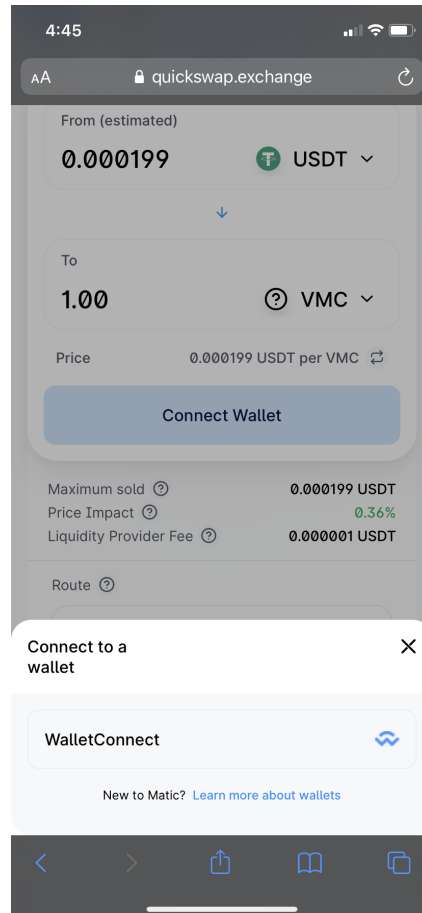 4:45
AA quickswap.exchange
From (estimated)
0.000199 USDT
To
1.00 VMC
Price 0.000199 USDT per VMC
Connect Wallet
Maximum sold 0.000199 USDT
Price Impact 0.36%
Liquidity Provider Fee 0.000001 USDT
Route
Connect to a
wallet
WalletConnect
New to Matic? Learn more about wallets